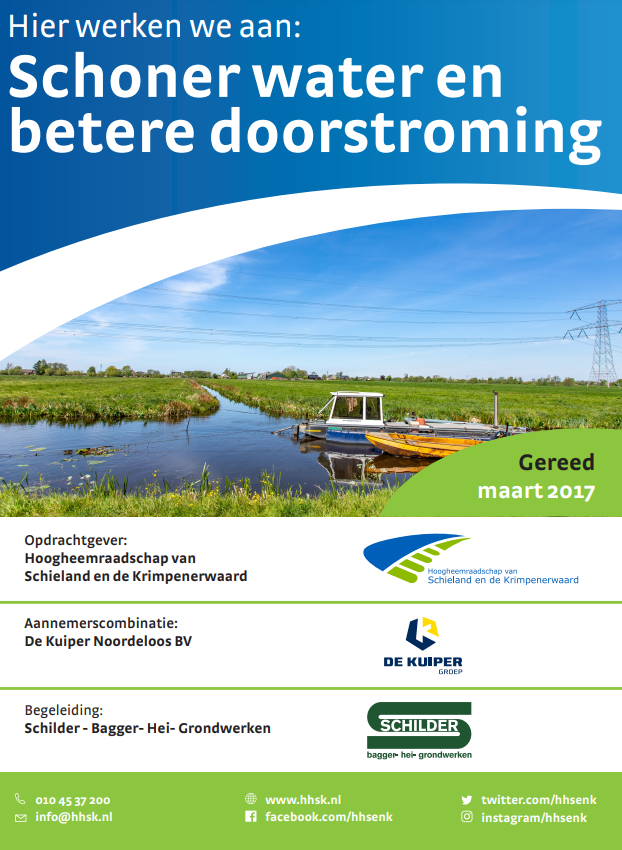 Hier werken we aan:
Schoner water en
betere doorstroming
Gereed
maart 2017
Opdrachtgever:
Hoogheemraadschap van
Schieland en de Krimpenerwaard
Hoogheemraadschap van
Schieland en de Krimpenerwaard
Aannemerscombinatie:
De Kuiper Noordeloos BV
DE KUIPER
GROEP
Begeleiding:
Schilder - Bagger- Hei- Grondwerken
SCHILDER
bagger- hei- grondwerken
010 45 37 200
info@hhsk.nl
www.hhsk.nl
facebook.com/hhsenk
twitter.com/hhsenk
instagram/hhsenk